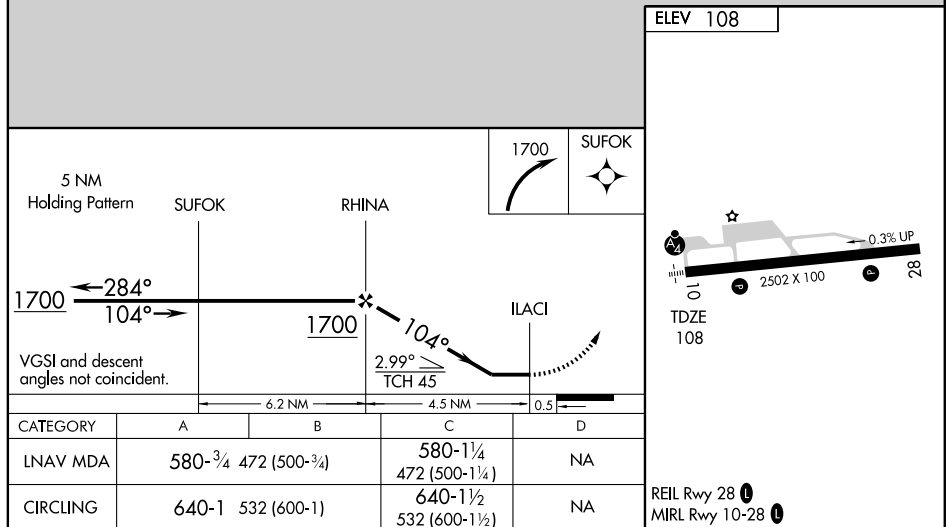 ELEV 108
1700
SUFOK
5 NM
Holding Pattern
SUFOK
RHINA
ILACI
1700
284°
104°
1700
104°
2.99°
TCH 45
VGSI and descent
angles not coincident.
6.2 NM
4.5 NM
0.5
CATEGORY A B C D
LNAV MDA 580-¾ 472 (500-¾) 580-1¼ 472 (500-1¼) NA
CIRCLING 640-1 532 (600-1) 640-1½ 532 (600-1½) NA
A4
0.3% UP
10
2502 X 100
28
P
P
TDZE
108
REIL Rwy 28 L
MIRL Rwy 10-28 L